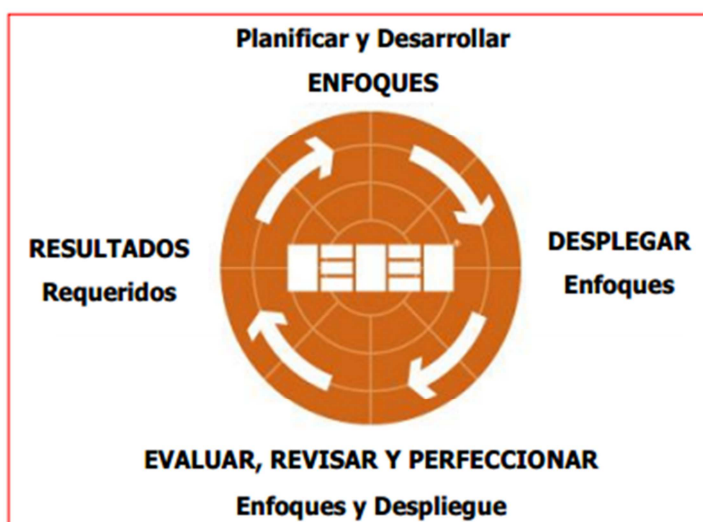 Planificar y Desarrollar
ENFOQUES
RESULTADOS
Requeridos
DESPLEGAR
Enfoques
EVALUAR, REVISAR Y PERFECCIONAR
Enfoques y Despliegue